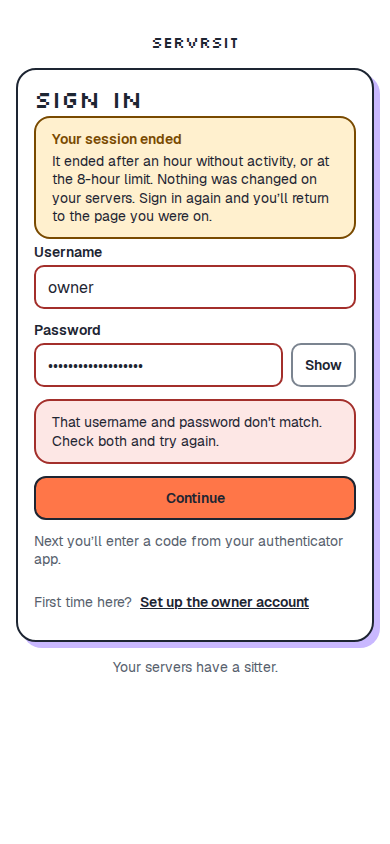 SERVRSIT
SIGN IN
Your session ended
It ended after an hour without activity, or at
the 8-hour limit. Nothing was changed on
your servers. Sign in again and you'll return
to the page you were on.
Username
owner
Password
•••••••••••••••••••
Show
That username and password don't match.
Check both and try again.
Continue
Next you'll enter a code from your authenticator
app.
First time here? Set up the owner account
Your servers have a sitter.